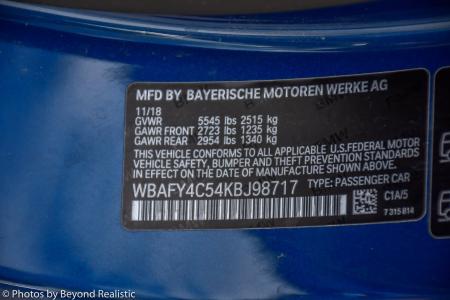 MFD BY BAYERISCHE MOTOREN WERKE AG
11/18
GVWR 5545 lbs 2515 kg
GAWR FRONT 2723 lbs 1235 kg
GAWR REAR 2954 lbs 1340 kg
THIS VEHICLE CONFORMS TO ALL APPLICABLE U.S.FEDERAL MOTOR
VEHICLE SAFETY, BUMPER, AND THEFT PREVENTION STANDARDS IN
EFFECT ON THE DATE OF MANUFACTURE SHOWN ABOVE.
WBAFY4C54KBJ98717 TYPE: PASSENGER CAR
C1A/5
7 315 814
© Photos by Beyond Realistic